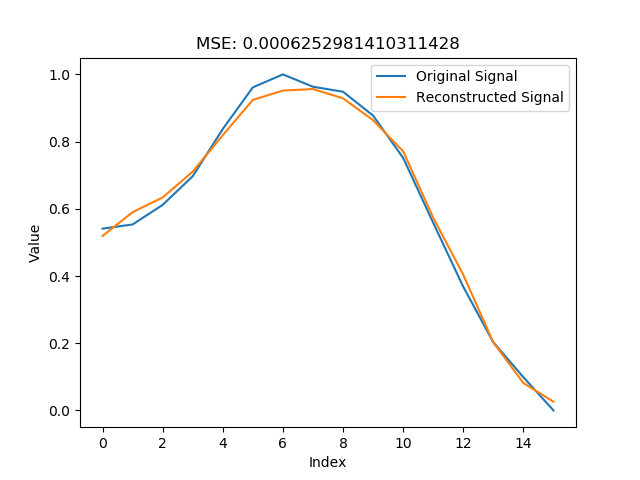 MSE: 0.0006252981410311428
Original Signal
Reconstructed Signal
1.0
0.8
0.6
0.4
0.2
0.0
Value
0 2 4 6 8 10 12 14
Index